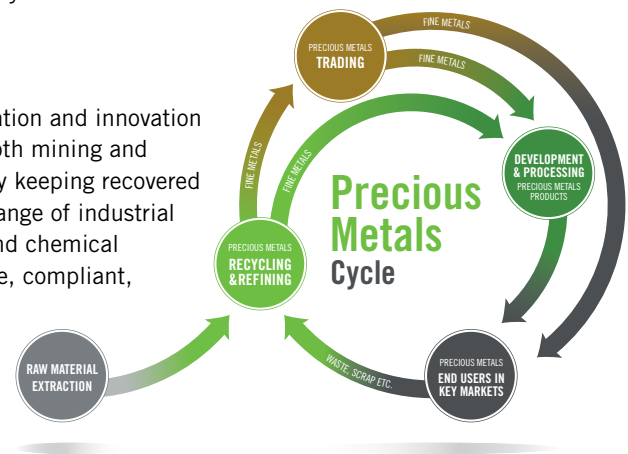 ation and innovation
oth mining and
y keeping recovered
ange of industrial
nd chemical
e, compliant,
FINE METALS
PRECIOUS METALS
TRADING
FINE METALS
FINE METALS
FINE METALS
DEVELOPMENT
& PROCESSING
PRECIOUS METALS
PRODUCTS
Precious
Metals
Cycle
PRECIOUS METALS
RECYCLING
& REFINING
RAW MATERIAL
EXTRACTION
WASTE, SCRAP ETC.
PRECIOUS METALS
END USERS IN
KEY MARKETS